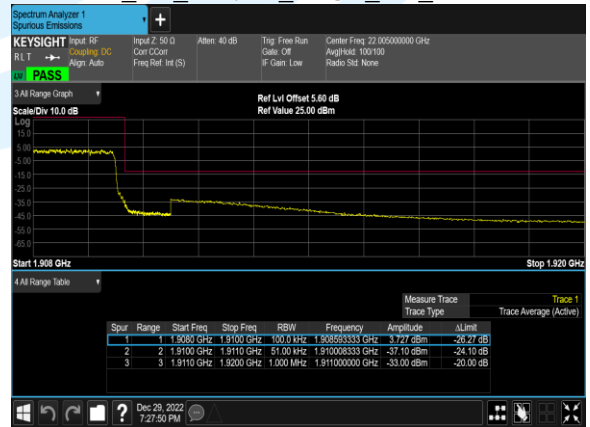 Spectrum Analyzer 1
Spurious Emissions
KEYSIGHT Input: RF Input Z: 50 Ω Atten: 40 dB Trig: Free Run Center Freq: 22.005000000 GHz
RLT Coupling: DC Corr CCorr Gate: Off Avg|Hold: 100/100
Align: Auto Freq Ref: Int (S) IF Gain: Low Radio Std: None
LW PASS
3 All Range Graph
Ref Lvl Offset 5.60 dB
Scale/Div 10.0 dB Ref Value 25.00 dBm
Log
15.0
5.00
-5.00
-15.0
-25.0
-35.0
-45.0
-55.0
-65.0
Start 1.908 GHz Stop 1.920 GHz
4 All Range Table
Measure Trace Trace 1
Trace Type Trace Average (Active)
Spur Range Start Freq Stop Freq RBW Frequency Amplitude ΔLimit
1 1 1.9080 GHz 1.9100 GHz 100.0 kHz 1.908593333 GHz 3.727 dBm -26.27 dB
2 2 1.9100 GHz 1.9110 GHz 51.00 kHz 1.910008333 GHz -37.10 dBm -24.10 dB
3 3 1.9110 GHz 1.9200 GHz 1.000 MHz 1.911000000 GHz -33.00 dBm -20.00 dB
Dec 29, 2022
7:27:50 PM